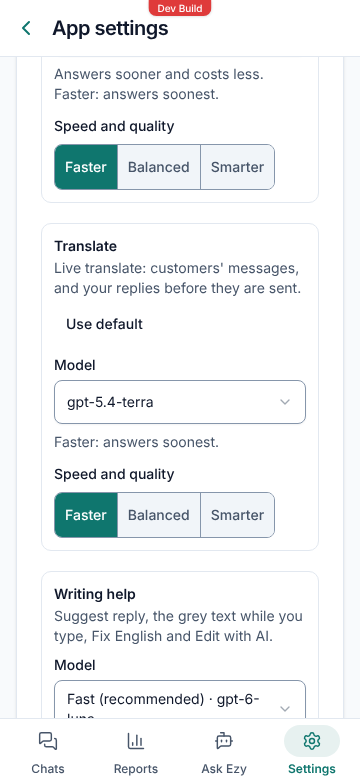 Dev Build
App settings
Answers sooner and costs less.
Faster: answers soonest.
Speed and quality
Faster
Balanced
Smarter
Translate
Live translate: customers' messages,
and your replies before they are sent.
Use default
Model
gpt-5.4-terra
Faster: answers soonest.
Speed and quality
Faster
Balanced
Smarter
Writing help
Suggest reply, the grey text while you
type, Fix English and Edit with AI.
Model
Fast (recommended) · gpt-6-
luna
Chats
Reports
Ask Ezy
Settings